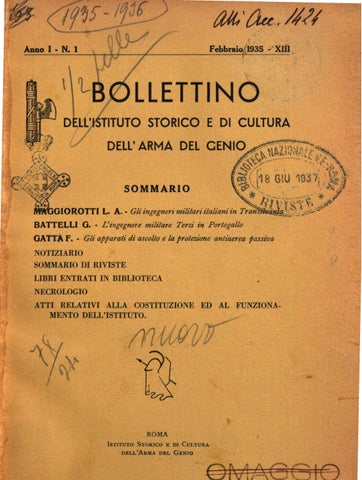 1935-1936
Atti Acc. 1424
Anno I - N. 1
Febbraio 1935 - XIII
1/2 pelle
BOLLETTINO
DELL'ISTITUTO STORICO E DI CULTURA
DELL'ARMA DEL GENIO
BIBLIOTECA NAZIONALE
18 GIU 1937
RIVISTE
SOMMARIO
MAGGIOROTTI L. A. - Gli ingegneri militari italiani in Transilvania
BATTELLI G. - L'ingegnere militare Terzi in Portogallo
GATTA F. - Gli apparati di ascolto e la protezione antiaerea passiva
NOTIZIARIO
SOMMARIO DI RIVISTE
LIBRI ENTRATI IN BIBLIOTECA
NECROLOGIO
ATTI RELATIVI ALLA COSTITUZIONE ED AL FUNZIONA-
MENTO DELL'ISTITUTO.
nuovo
ROMA
ISTITUTO STORICO E DI CULTURA
DELL'ARMA DEL GENIO
OMAGGIO